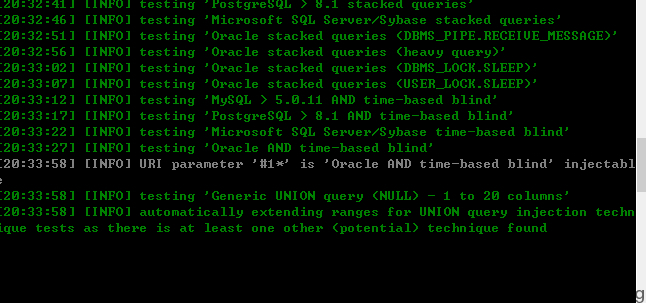 [20:32:41] [INFO] testing 'PostgreSQL > 8.1 stacked queries'
[20:32:46] [INFO] testing 'Microsoft SQL Server/Sybase stacked queries'
[20:32:51] [INFO] testing 'Oracle stacked queries (DBMS_PIPE.RECEIVE_MESSAGE)'
[20:32:56] [INFO] testing 'Oracle stacked queries (heavy query)'
[20:33:02] [INFO] testing 'Oracle stacked queries (DBMS_LOCK.SLEEP)'
[20:33:07] [INFO] testing 'Oracle stacked queries (USER_LOCK.SLEEP)'
[20:33:12] [INFO] testing 'MySQL > 5.0.11 AND time-based blind'
[20:33:17] [INFO] testing 'PostgreSQL > 8.1 AND time-based blind'
[20:33:22] [INFO] testing 'Microsoft SQL Server/Sybase time-based blind'
[20:33:27] [INFO] testing 'Oracle AND time-based blind'
[20:33:58] [INFO] URI parameter '#1*' is 'Oracle AND time-based blind' injectabl
e
[20:33:58] [INFO] testing 'Generic UNION query (NULL) - 1 to 20 columns'
[20:33:58] [INFO] automatically extending ranges for UNION query injection techn
ique tests as there is at least one other (potential) technique found
g